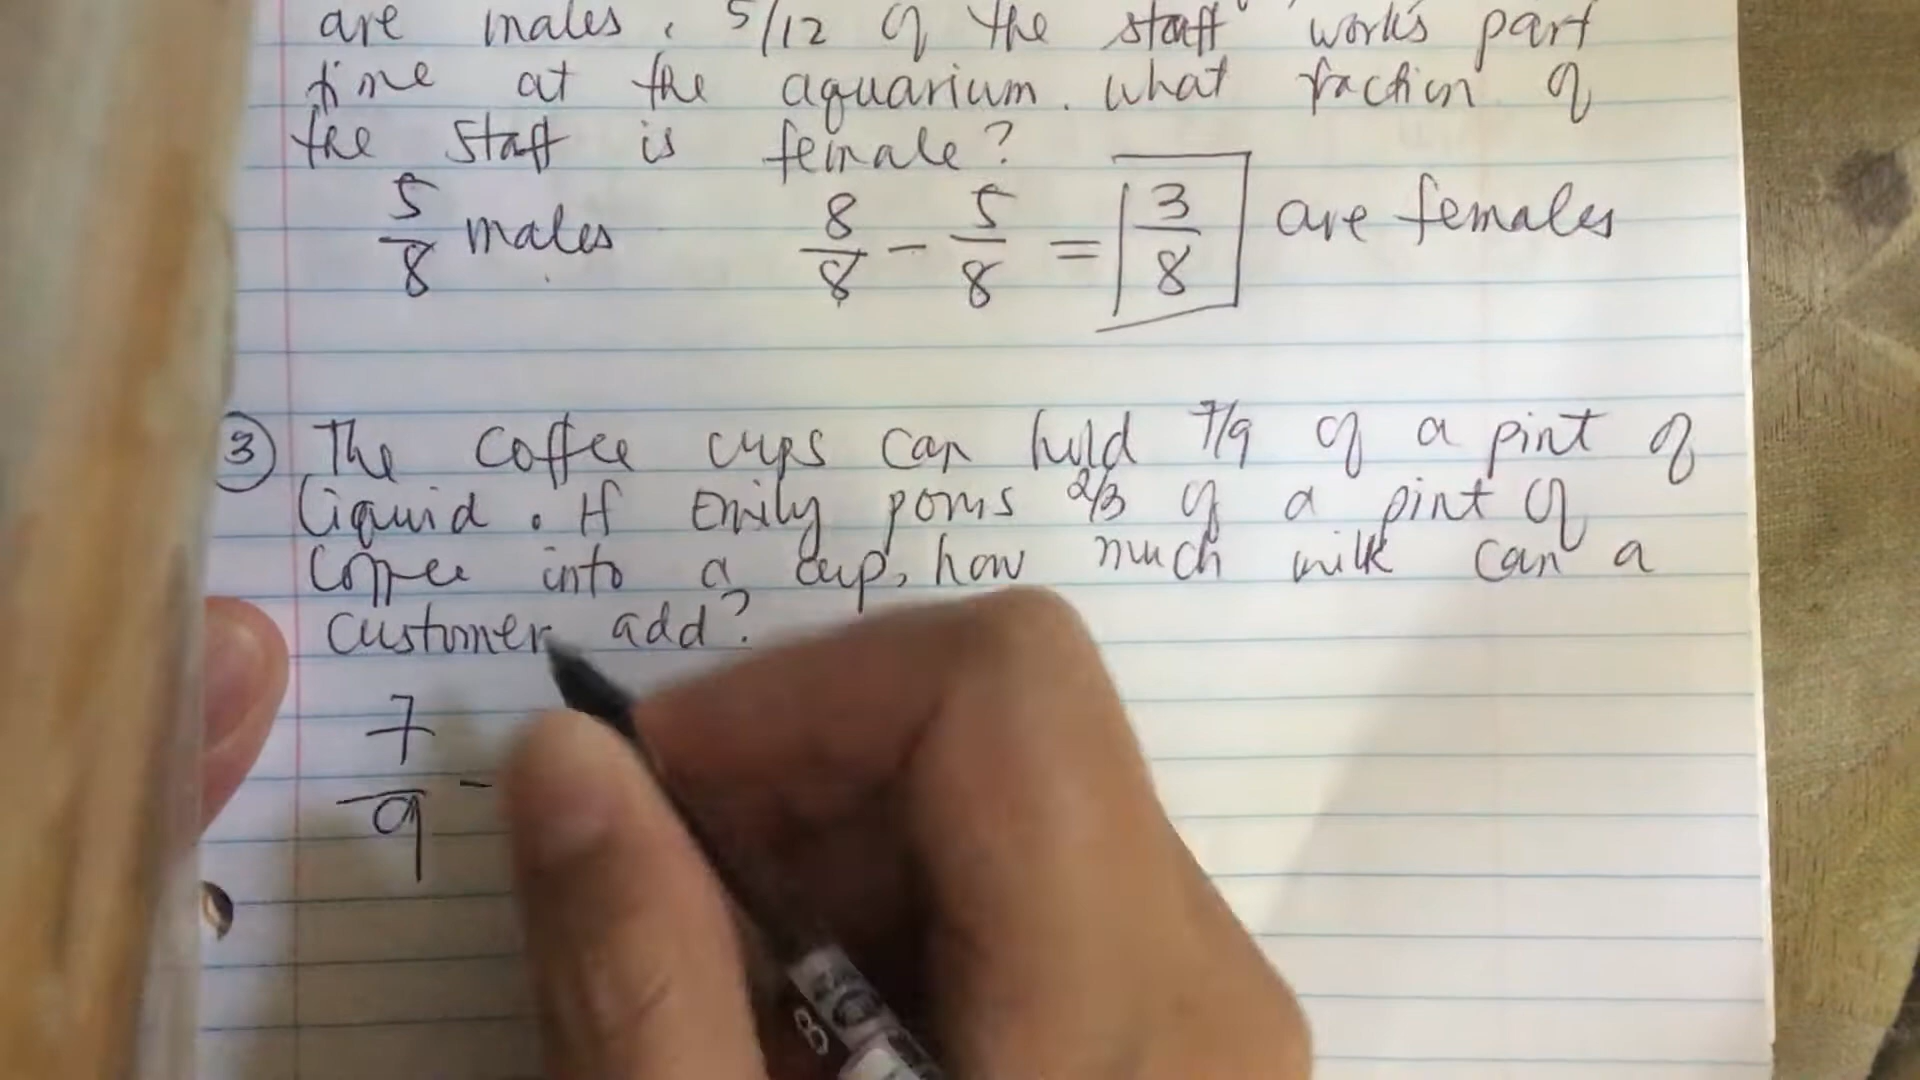 are males. 5/12 of the staff works part
time at the aquarium. what fraction of
the staff is female?
5/8 males 8/8 - 5/8 = 3/8 are females
③ The coffee cups can hold 7/9 of a pint of
liquid. If Emily pours 2/3 of a pint of
coffee into a cup, how much milk can a
customer add?
7/9 -
8